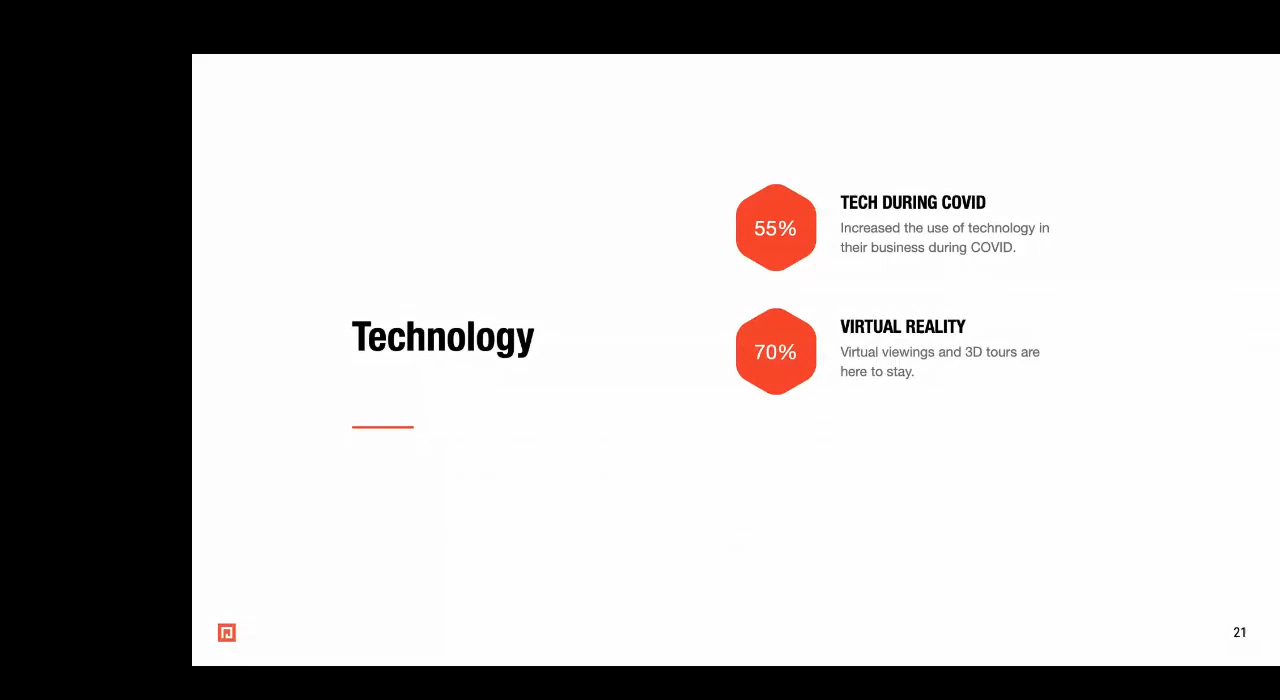 Technology
55%
TECH DURING COVID
Increased the use of technology in
their business during COVID.
70%
VIRTUAL REALITY
Virtual viewings and 3D tours are
here to stay.
21